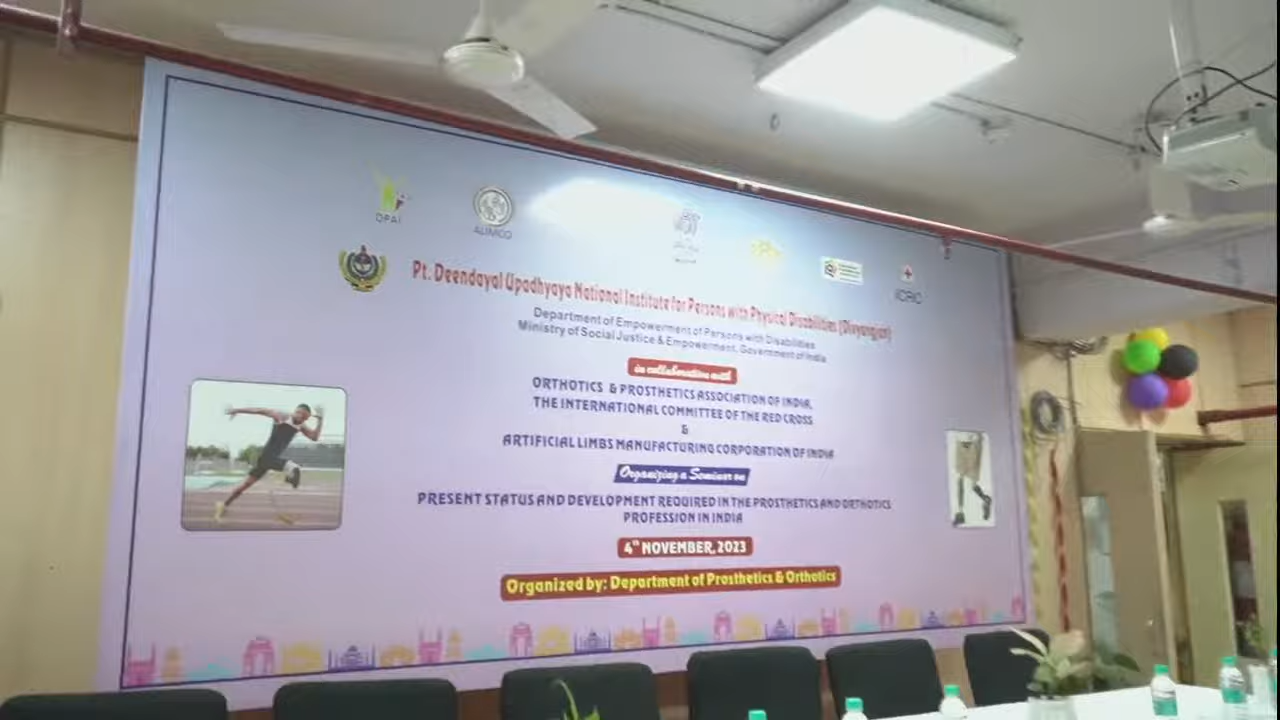 OPAI
ALIMCO
ICRC
Pt. Deendayal Upadhyaya National Institute for Persons with Physical Disabilities (Divyangjan)
Department of Empowerment of Persons with Disabilities
Ministry of Social Justice & Empowerment, Government of India
in collaboration with
ORTHOTICS & PROSTHETICS ASSOCIATION OF INDIA,
THE INTERNATIONAL COMMITTEE OF THE RED CROSS
&
ARTIFICIAL LIMBS MANUFACTURING CORPORATION OF INDIA
Organizing a Seminar on
PRESENT STATUS AND DEVELOPMENT REQUIRED IN THE PROSTHETICS AND ORTHOTICS
PROFESSION IN INDIA
4th NOVEMBER, 2023
Organized by: Department of Prosthetics & Orthotics